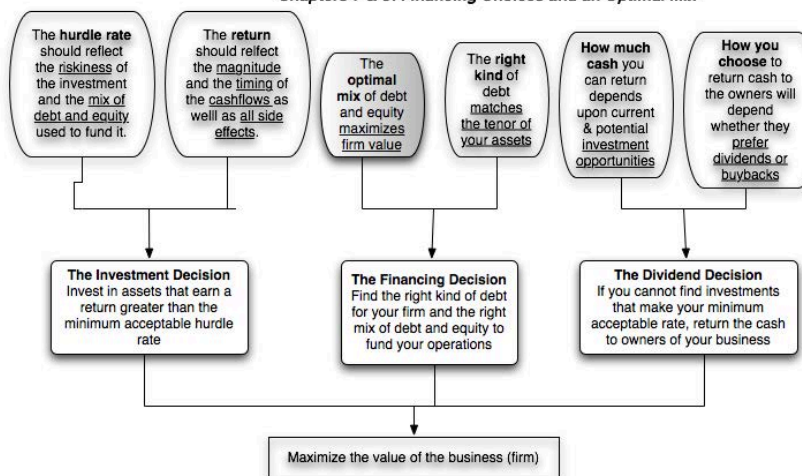 The hurdle rate
should reflect
the riskiness of
the investment
and the mix of
debt and equity
used to fund it.
The return
should relfect
the magnitude
and the timing of
the cashflows as
welll as all side
effects.
The
optimal
mix of debt
and equity
maximizes
firm value
The right
kind of
debt
matches
the tenor of
your assets
How much
cash you
can return
depends
upon current
& potential
investment
opportunities
How you
choose to
return cash to
the owners will
depend
whether they
prefer
dividends or
buybacks
The Investment Decision
Invest in assets that earn a
return greater than the
minimum acceptable hurdle
rate
The Financing Decision
Find the right kind of debt
for your firm and the right
mix of debt and equity to
fund your operations
The Dividend Decision
If you cannot find investments
that make your minimum
acceptable rate, return the cash
to owners of your business
Maximize the value of the business (firm)